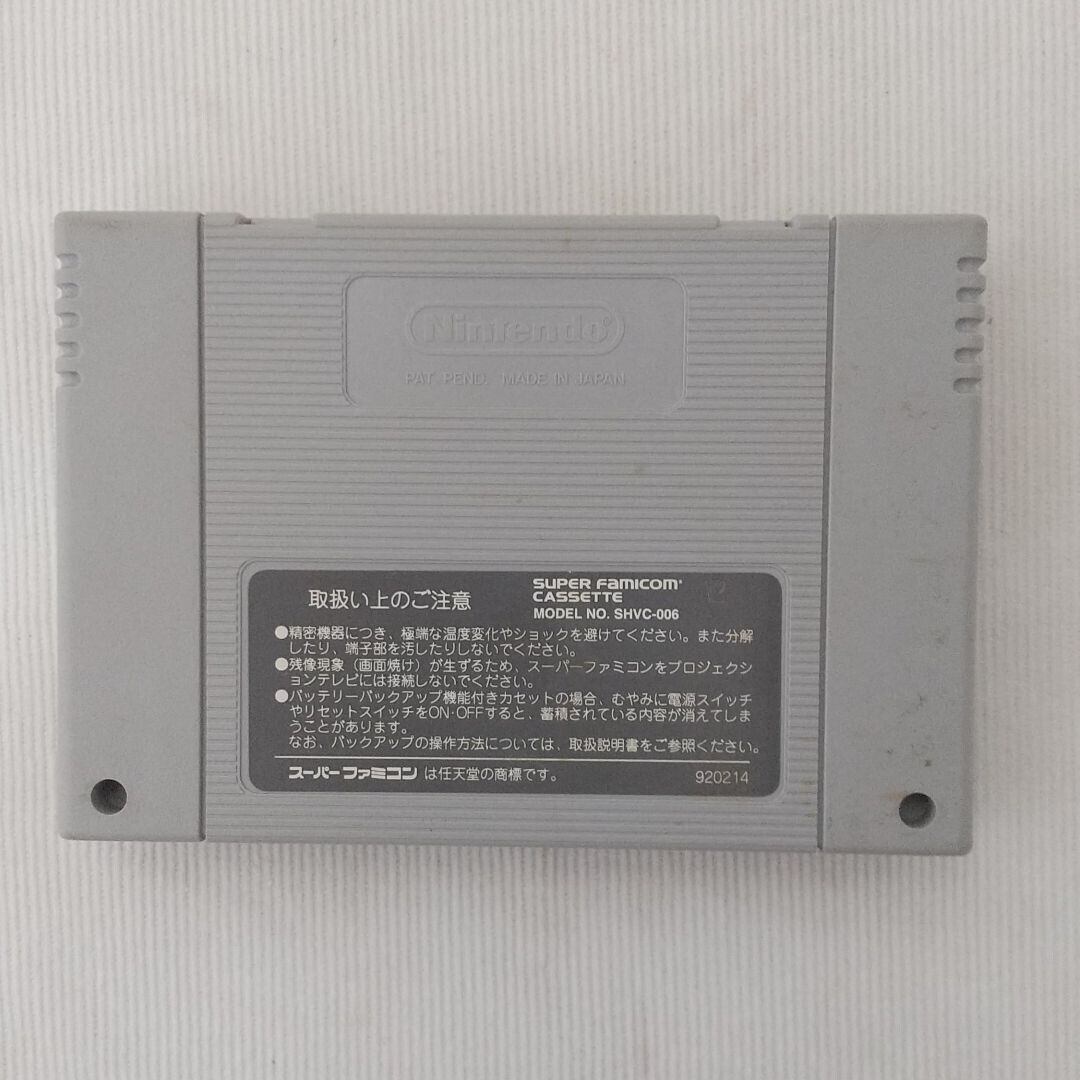 Nintendo®
PAT. PEND. MADE IN JAPAN
取扱い上のご注意
SUPER FAMICOM
CASSETTE
MODEL NO. SHVC-006
●精密機器につき、極端な温度変化やショックを避けてください。また分解
したり、端子部を汚したりしないでください。
●残像現象（画面焼け）が生ずるため、スーパーファミコンをプロジェクシ
ョンテレビには接続しないでください。
●バッテリーバックアップ機能付きカセットの場合、むやみに電源スイッチ
やリセットスイッチをON·OFFすると、蓄積されている内容が消えてしま
うことがあります。
なお、バックアップの操作方法については、取扱説明書をご参照ください。
スーパーファミコン は任天堂の商標です。
920214